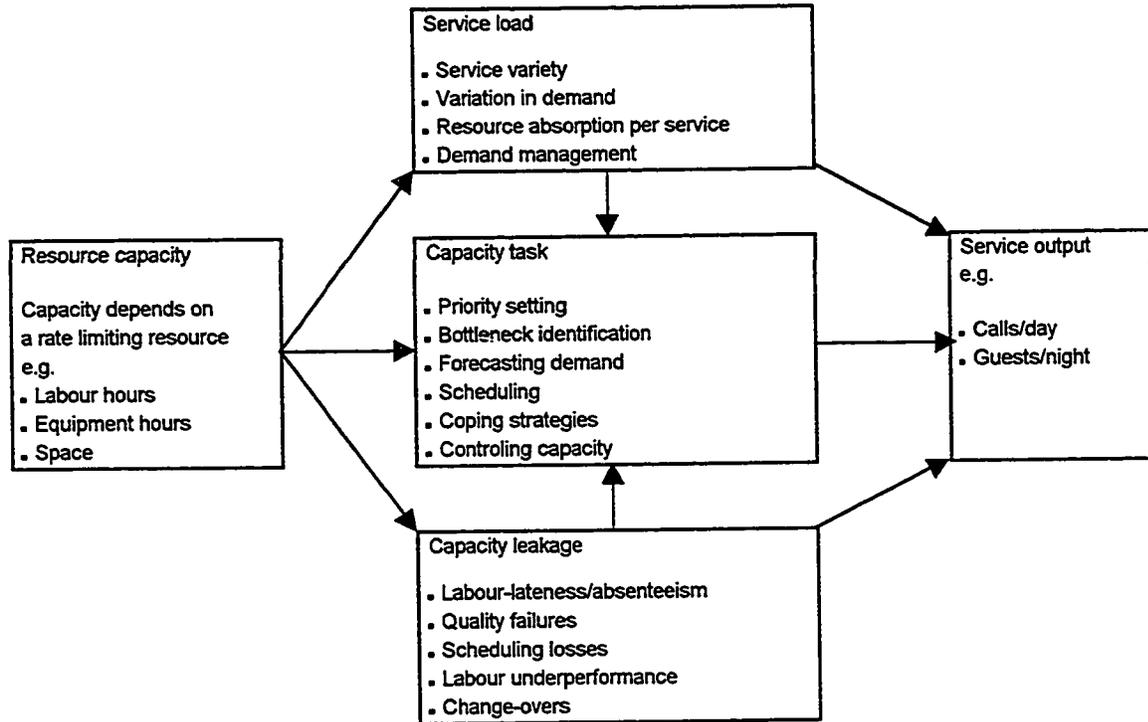 Service load
▪ Service variety
▪ Variation in demand
▪ Resource absorption per service
▪ Demand management
Resource capacity
Capacity depends on
a rate limiting resource
e.g.
▪ Labour hours
▪ Equipment hours
▪ Space
Capacity task
▪ Priority setting
▪ Bottleneck identification
▪ Forecasting demand
▪ Scheduling
▪ Coping strategies
▪ Controling capacity
Service output
e.g.
▪ Calls/day
▪ Guests/night
Capacity leakage
▪ Labour-lateness/absenteeism
▪ Quality failures
▪ Scheduling losses
▪ Labour underperformance
▪ Change-overs